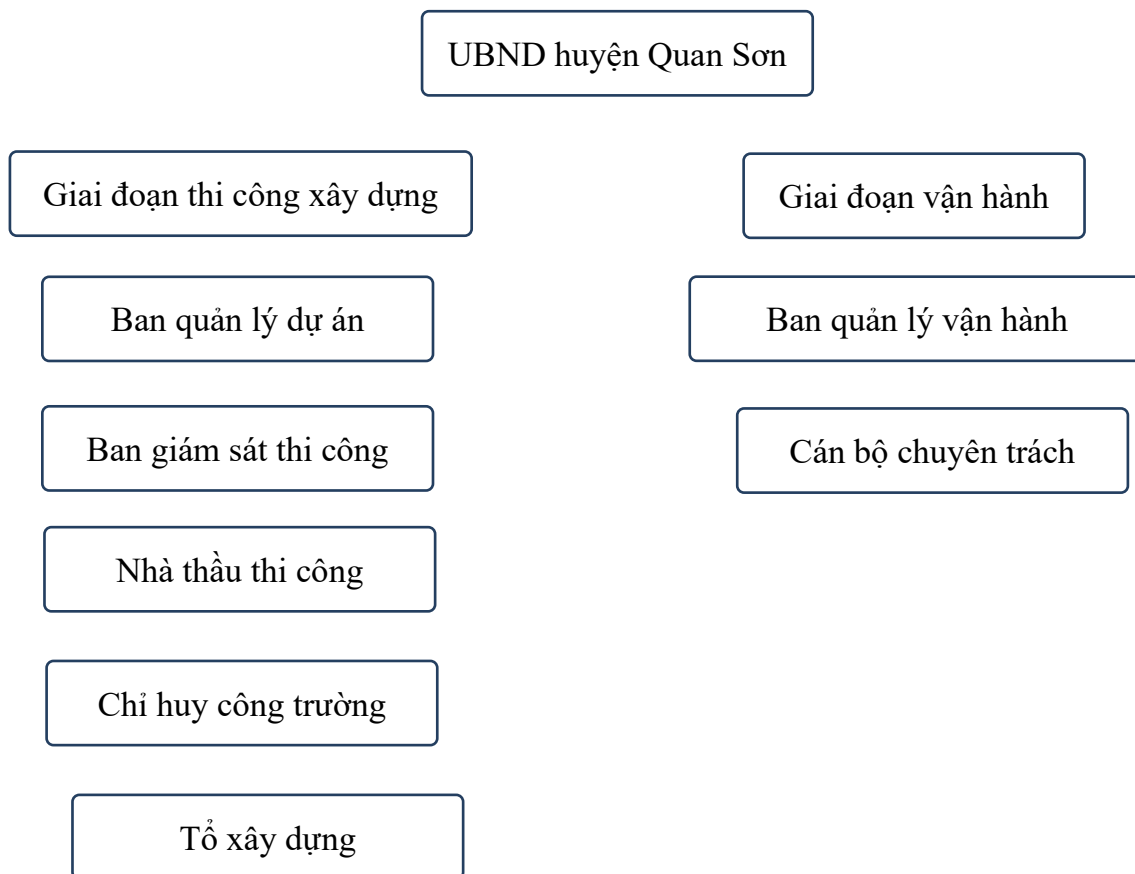 UBND huyện Quan Sơn
Giai đoạn thi công xây dựng
Giai đoạn vận hành
Ban quản lý dự án
Ban quản lý vận hành
Ban giám sát thi công
Cán bộ chuyên trách
Nhà thầu thi công
Chỉ huy công trường
Tổ xây dựng